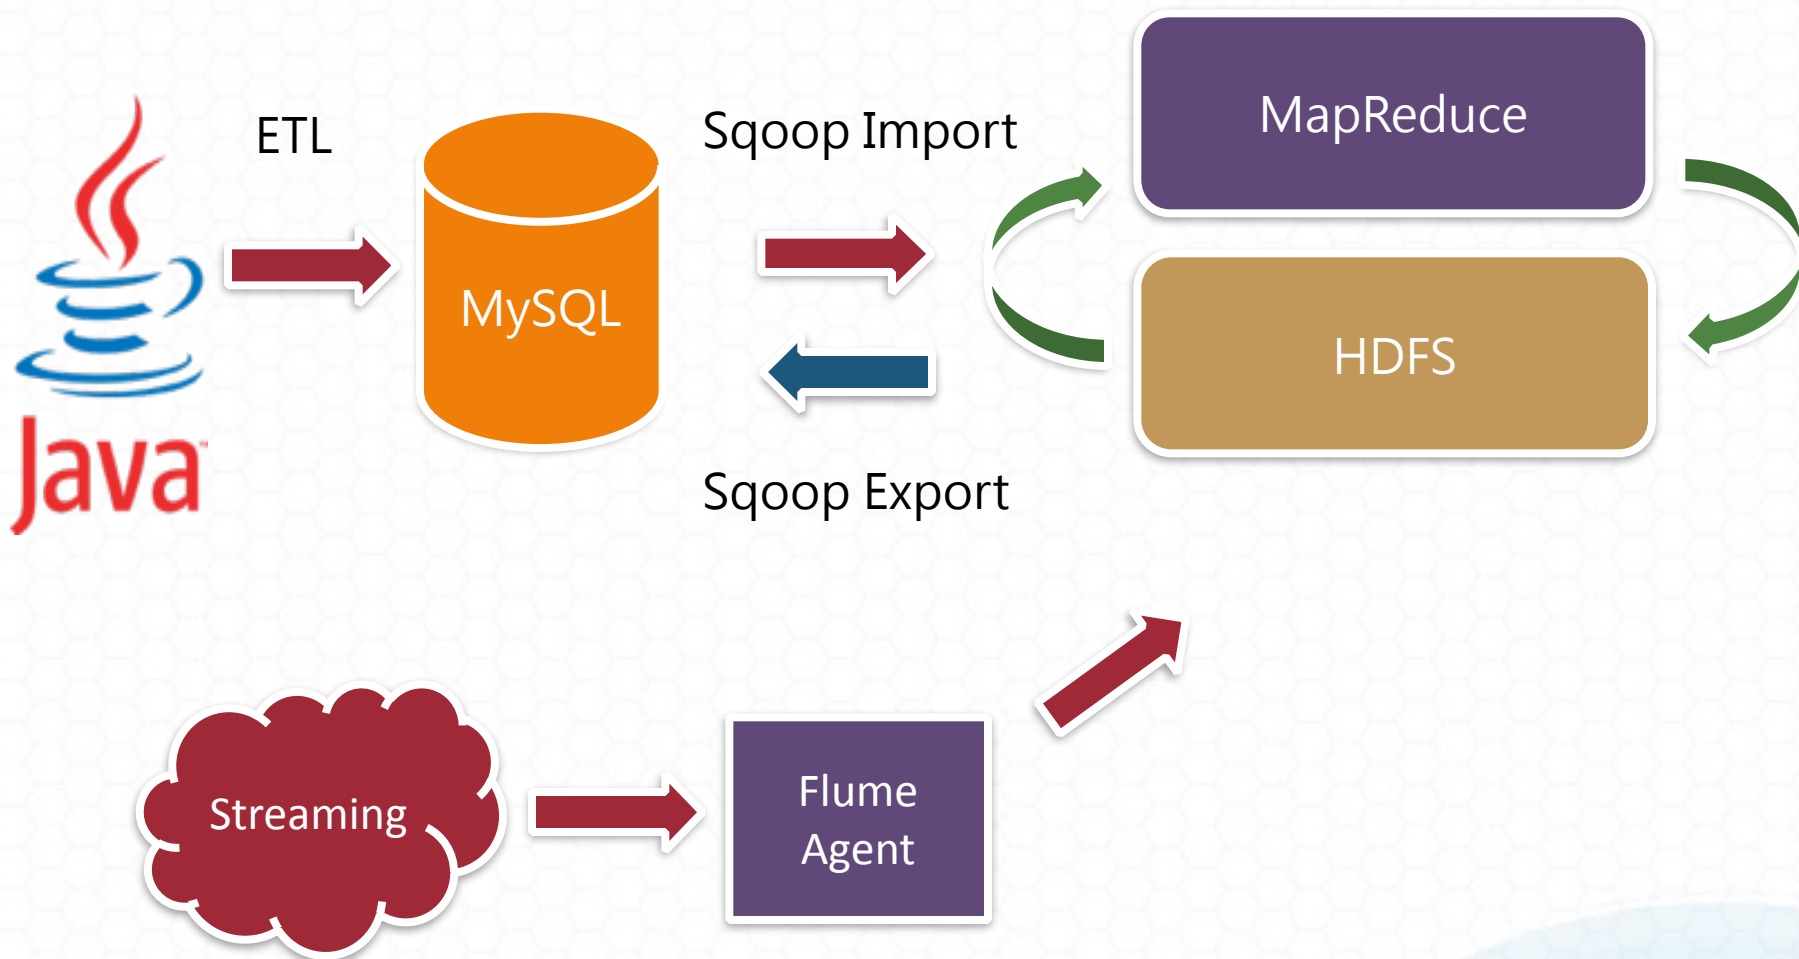 Java
ETL
MySQL
Sqoop Import
Sqoop Export
MapReduce
HDFS
Streaming
Flume
Agent